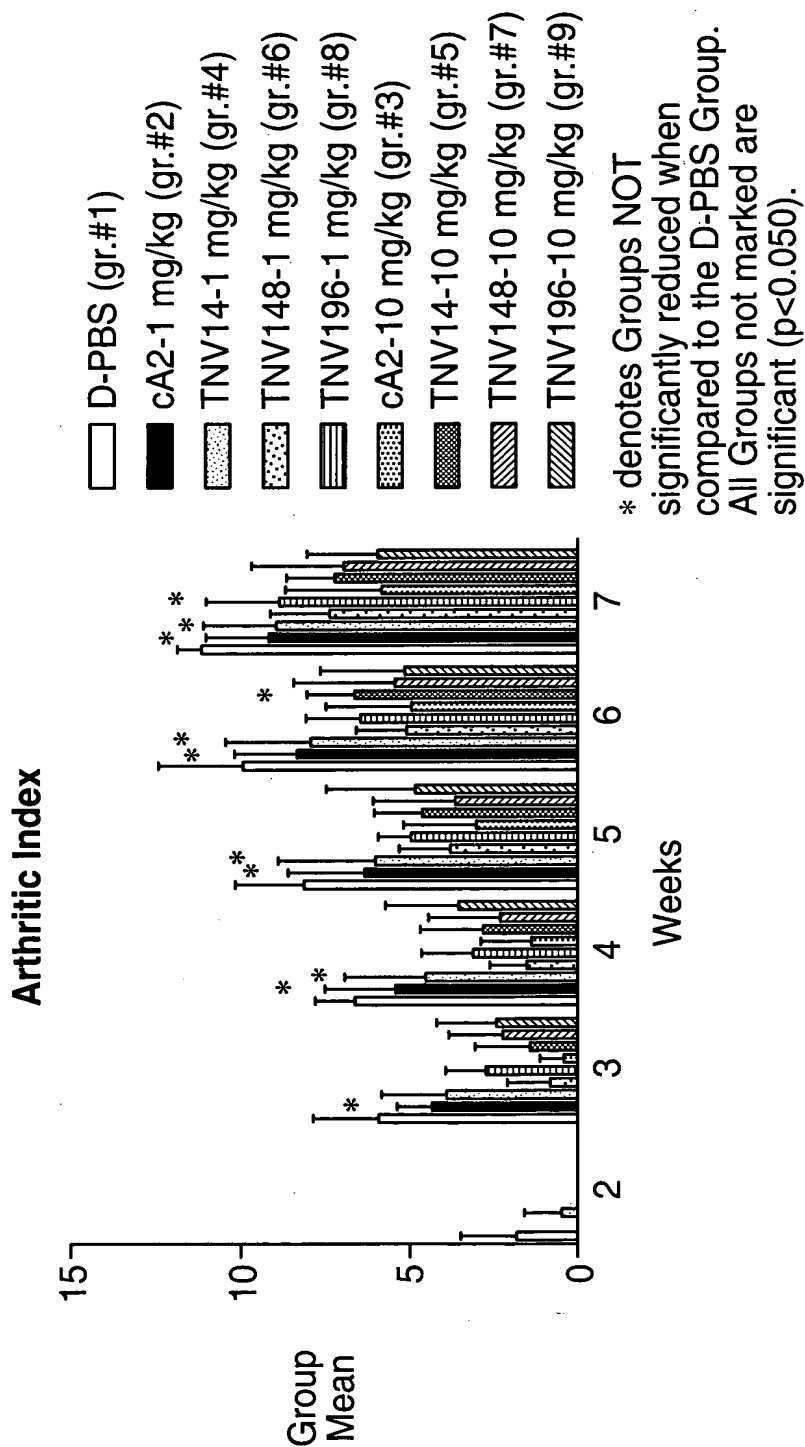 Arthritic Index
Group
Mean
15
10
5
0
2
3
4
5
6
7
Weeks
*
*
*
*
*
*
*
*
*
*
*
*
D-PBS (gr.#1)
cA2-1 mg/kg (gr.#2)
TNV14-1 mg/kg (gr.#4)
TNV148-1 mg/kg (gr.#6)
TNV196-1 mg/kg (gr.#8)
cA2-10 mg/kg (gr.#3)
TNV14-10 mg/kg (gr.#5)
TNV148-10 mg/kg (gr.#7)
TNV196-10 mg/kg (gr.#9)
* denotes Groups NOT
significantly reduced when
compared to the D-PBS Group.
All Groups not marked are
significant (p<0.050).